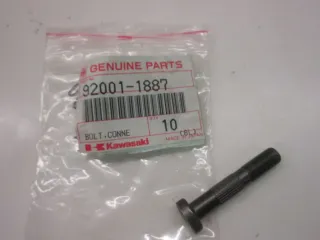 GENUINE PARTS
92001-1887
BOLT,CONNE
10
Kawasaki